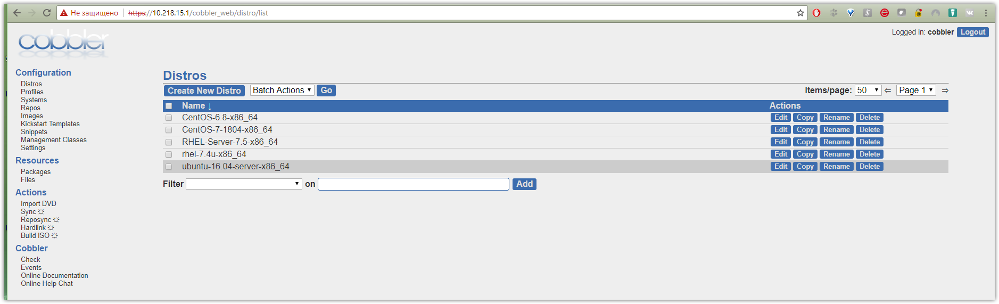 Не защищено https://10.218.15.1/cobbler_web/distro/list
cobbler
Logged in: cobbler Logout
Configuration
Distros
Profiles
Systems
Repos
Images
Kickstart Templates
Snippets
Management Classes
Settings
Resources
Packages
Files
Actions
Import DVD
Sync
Reposync
Hardlink
Build ISO
Cobbler
Check
Events
Online Documentation
Online Help Chat
Distros
Create New Distro Batch Actions Go Items/page: 50 ⇐ Page 1 ⇒
Name ↓ Actions
CentOS-6.8-x86_64 Edit Copy Rename Delete
CentOS-7-1804-x86_64 Edit Copy Rename Delete
RHEL-Server-7.5-x86_64 Edit Copy Rename Delete
rhel-7.4u-x86_64 Edit Copy Rename Delete
ubuntu-16.04-server-x86_64 Edit Copy Rename Delete
Filter on Add